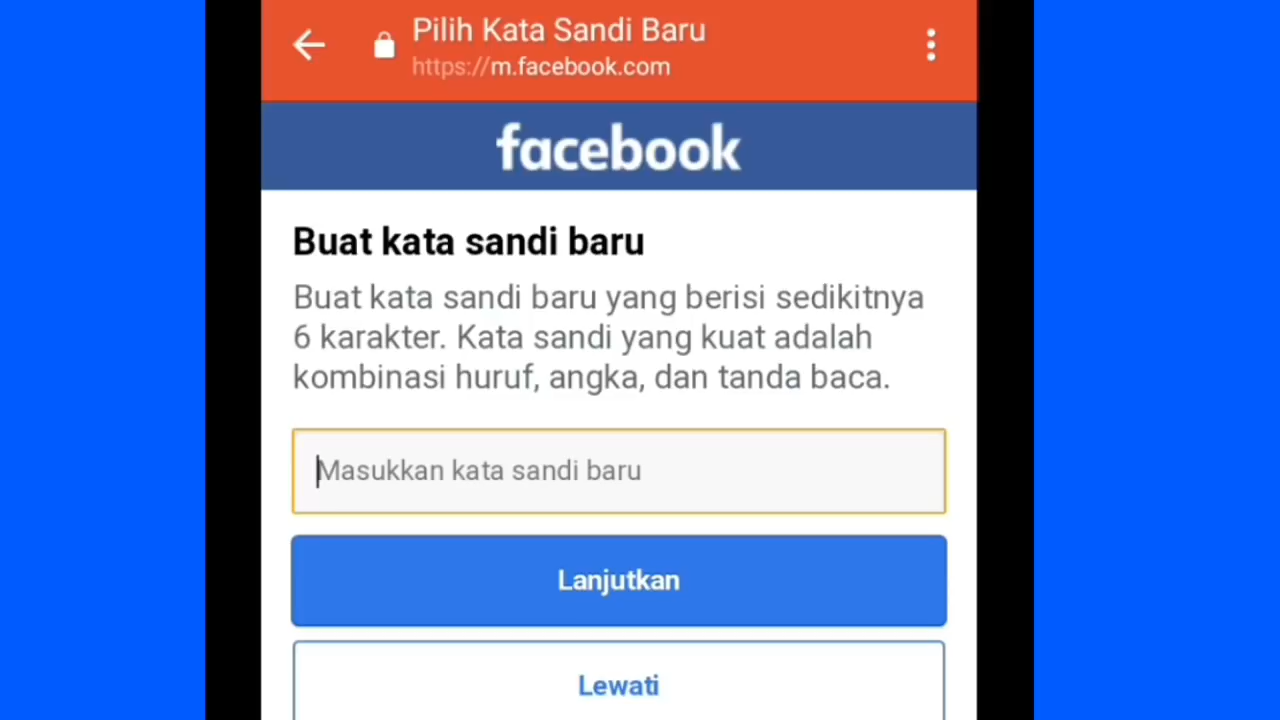 Pilih Kata Sandi Baru
https://m.facebook.com
facebook
Buat kata sandi baru
Buat kata sandi baru yang berisi sedikitnya
6 karakter. Kata sandi yang kuat adalah
kombinasi huruf, angka, dan tanda baca.
Masukkan kata sandi baru
Lanjutkan
Lewati